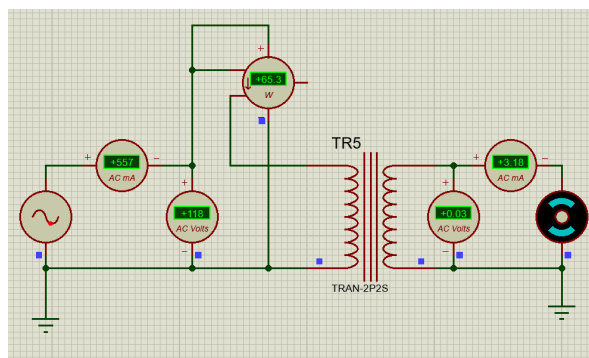 +
+65.3
W
TR5
+ +557 -
AC mA
+ +3.18 -
AC mA
+
+118
AC Volts
-
+
+0.03
AC Volts
-
TRAN-2P2S